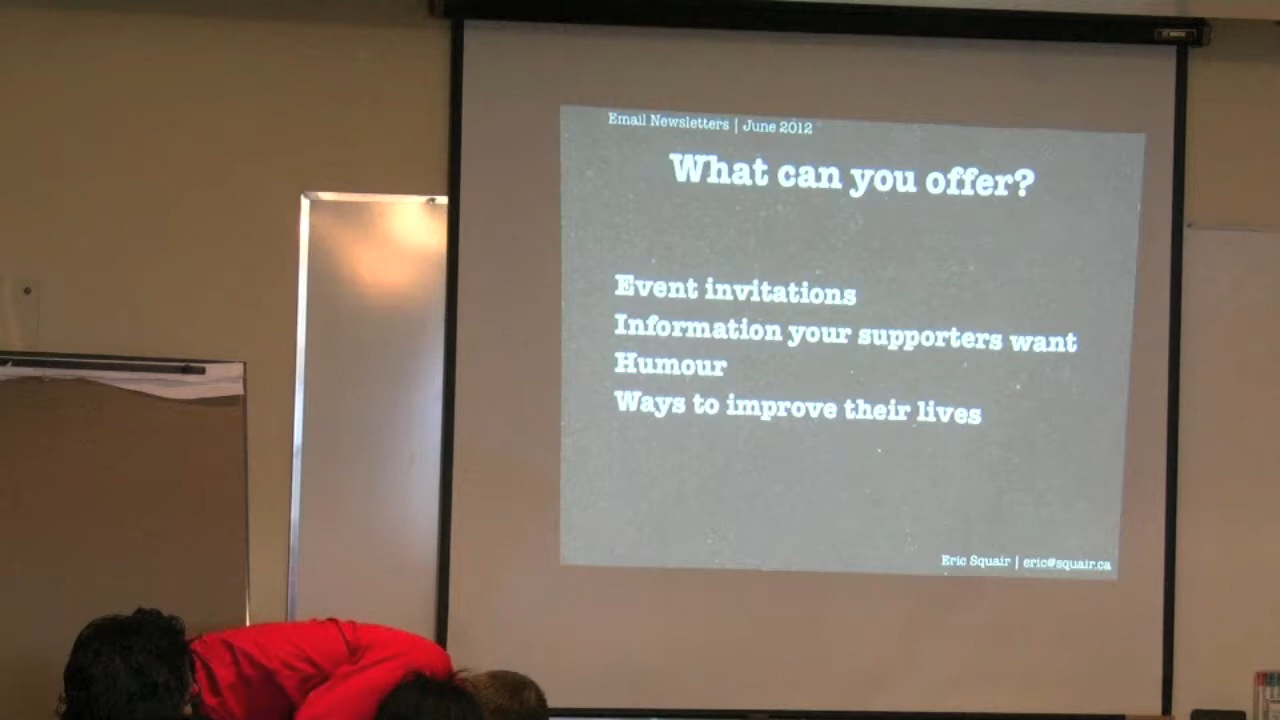 Email Newsletters | June 2012
What can you offer?
Event invitations
Information your supporters want
Humour
Ways to improve their lives
Eric Squair | eric@squair.ca